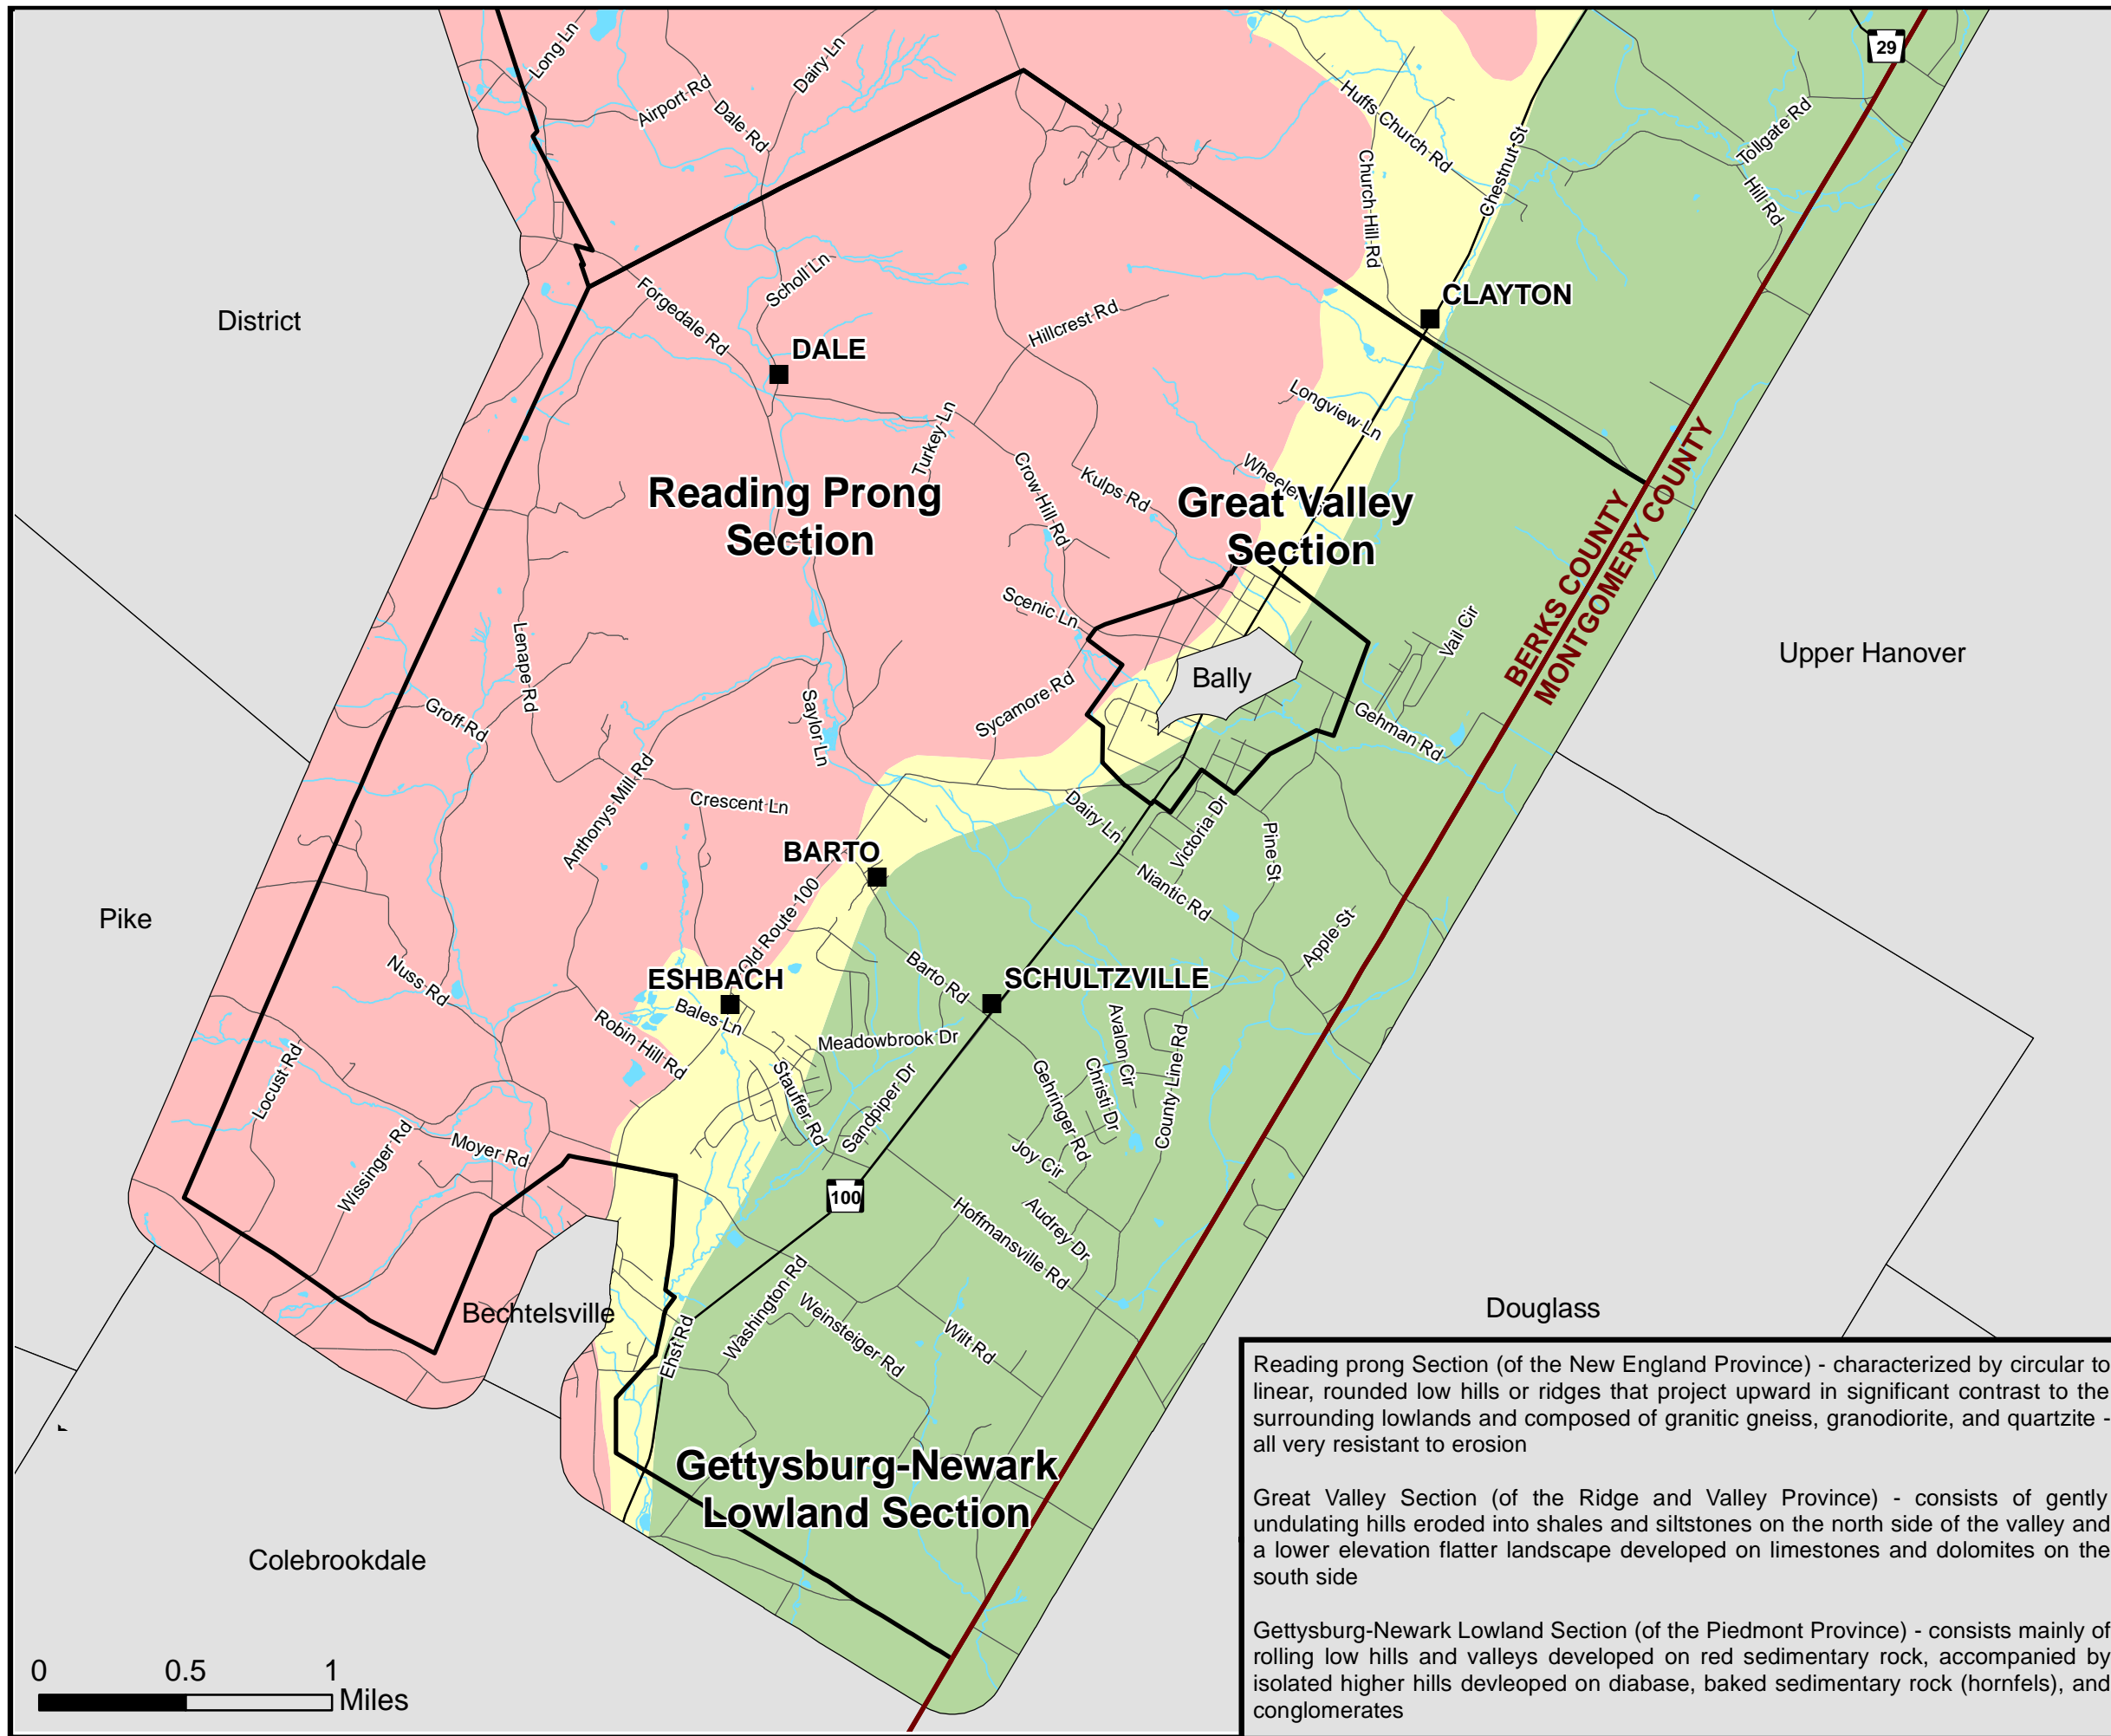 29
Long Ln
Airport Rd
Dale Rd
Dairy Ln
Huffs Church Rd
Church Hill Rd
Chestnut St
Tollgate Rd
Hill Rd
District
Forgedale Rd
Scholl Ln
Hillcrest Rd
CLAYTON
DALE
Longview Ln
Turkey Ln
Crow Hill Rd
Kulps Rd
Reading Prong
Section
Great Valley
Section
BERKS COUNTY
MONTGOMERY COUNTY
Scenic Ln
Lenape Rd
Vail Cir
Upper Hanover
Bally
Groff Rd
Saylor Ln
Sycamore Rd
Gehman Rd
Anthonys Mill Rd
Crescent Ln
Dairy Ln
Victoria Dr
Pine St
BARTO
Niantic Rd
Pike
Old Route 100
Apple St
Nuss Rd
ESHBACH
Barto Rd
SCHULTZVILLE
Bales Ln
Robin Hill Rd
Meadowbrook Dr
Avalon Cir
Locust Rd
Stauffer Rd
Sandpiper Dr
Gehringer Rd
Christi Dr
County Line Rd
Wissinger Rd
Moyer Rd
Joy Cir
100
Hoffmansville Rd
Audrey Dr
Bechtelsville
Ehst Rd
Washington Rd
Weinsteiger Rd
Wilt Rd
Douglass
Gettysburg-Newark
Lowland Section
Colebrookdale
0 0.5 1
Miles
Reading prong Section (of the New England Province) - characterized by circular to
linear, rounded low hills or ridges that project upward in significant contrast to the
surrounding lowlands and composed of granitic gneiss, granodiorite, and quartzite -
all very resistant to erosion
Great Valley Section (of the Ridge and Valley Province) - consists of gently
undulating hills eroded into shales and siltstones on the north side of the valley and
a lower elevation flatter landscape developed on limestones and dolomites on the
south side
Gettysburg-Newark Lowland Section (of the Piedmont Province) - consists mainly of
rolling low hills and valleys developed on red sedimentary rock, accompanied by
isolated higher hills devleoped on diabase, baked sedimentary rock (hornfels), and
conglomerates